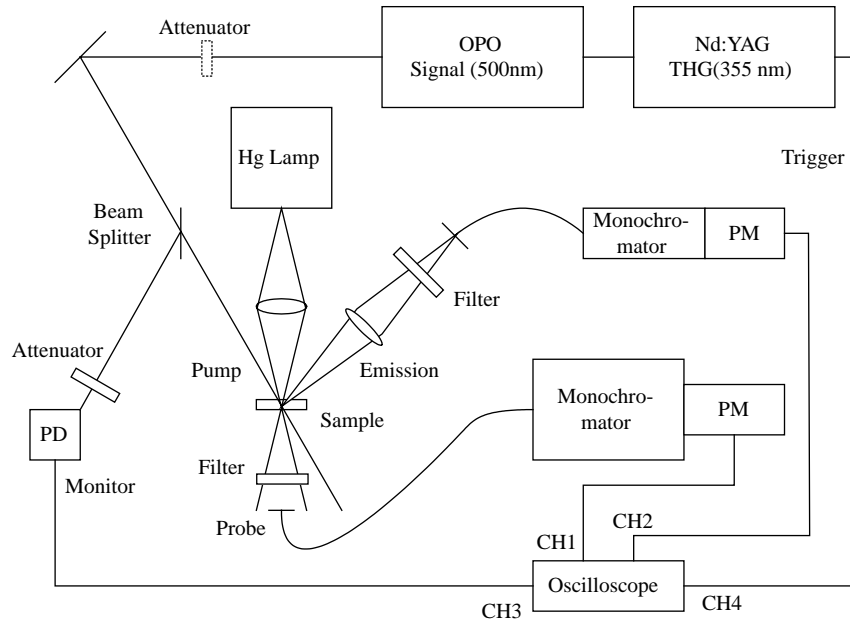 Attenuator
OPO
Signal (500nm)
Nd:YAG
THG(355 nm)
Hg Lamp
Trigger
Beam
Splitter
Monochro-
mator
PM
Filter
Attenuator
Pump
Emission
Monochro-
mator
PM
Sample
PD
Filter
Monitor
Probe
CH2
CH1
Oscilloscope
CH3
CH4